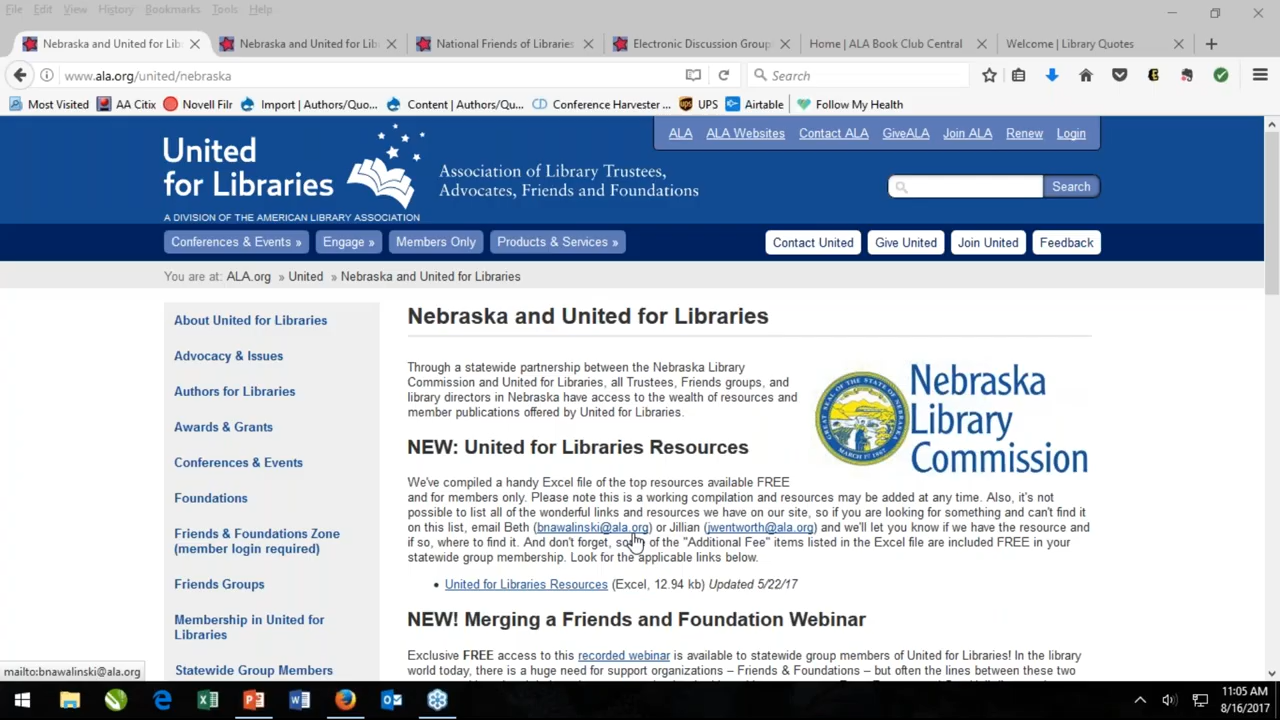 File Edit View History Bookmarks Tools Help
Nebraska and United for Lib
Nebraska and United for Lib
National Friends of Libraries
Electronic Discussion Group
Home | ALA Book Club Central
Welcome | Library Quotes
www.ala.org/united/nebraska
Search
Most Visited
AA Citix
Novell Filr
Import | Authors/Quo...
Content | Authors/Qu...
Conference Harvester ...
UPS
Airtable
Follow My Health
ALA ALA Websites Contact ALA GiveALA Join ALA Renew Login
United
for Libraries
Association of Library Trustees,
Advocates, Friends and Foundations
Search
A DIVISION OF THE AMERICAN LIBRARY ASSOCIATION
Conferences & Events » Engage » Members Only Products & Services »
Contact United Give United Join United Feedback
You are at: ALA.org » United » Nebraska and United for Libraries
About United for Libraries
Advocacy & Issues
Authors for Libraries
Awards & Grants
Conferences & Events
Foundations
Friends & Foundations Zone
(member login required)
Friends Groups
Membership in United for
Libraries
Statewide Group Members
Nebraska and United for Libraries
Through a statewide partnership between the Nebraska Library
Commission and United for Libraries, all Trustees, Friends groups, and
library directors in Nebraska have access to the wealth of resources and
member publications offered by United for Libraries.
Nebraska
Library
Commission
NEW: United for Libraries Resources
We've compiled a handy Excel file of the top resources available FREE
and for members only. Please note this is a working compilation and resources may be added at any time. Also, it's not
possible to list all of the wonderful links and resources we have on our site, so if you are looking for something and can't find it
on this list, email Beth (bnawalinski@ala.org) or Jillian (jwentworth@ala.org) and we'll let you know if we have the resource and
if so, where to find it. And don't forget, of the "Additional Fee" items listed in the Excel file are included FREE in your
statewide group membership. Look for the applicable links below.
• United for Libraries Resources (Excel, 12.94 kb) Updated 5/22/17
NEW! Merging a Friends and Foundation Webinar
Exclusive FREE access to this recorded webinar is available to statewide group members of United for Libraries! In the library
world today, there is a huge need for support organizations – Friends & Foundations – but often the lines between these two
mailto:bnawalinski@ala.org
11:05 AM
8/16/2017